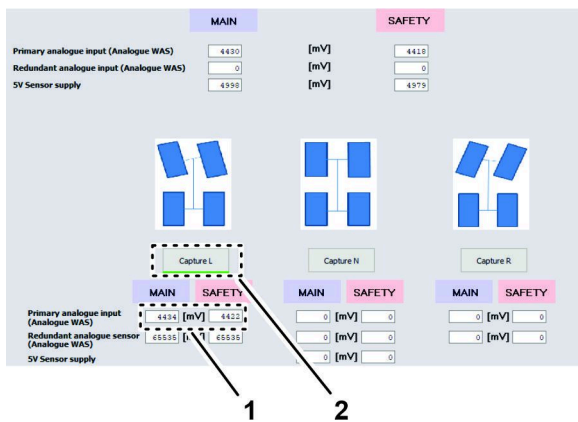 MAIN SAFETY
Primary analogue input (Analogue WAS) 4430 [mV] 4418
Redundant analogue input (Analogue WAS) 0 [mV] 0
5V Sensor supply 4998 [mV] 4979
Capture L Capture N Capture R
MAIN SAFETY MAIN SAFETY MAIN SAFETY
Primary analogue input
(Analogue WAS) 4434 [mV] 4422 0 [mV] 0 0 [mV] 0
Redundant analogue sensor
(Analogue WAS) 65535 [ ] 65535 0 [mV] 0 0 [mV] 0
5V Sensor supply 0 [mV] 0
1 2